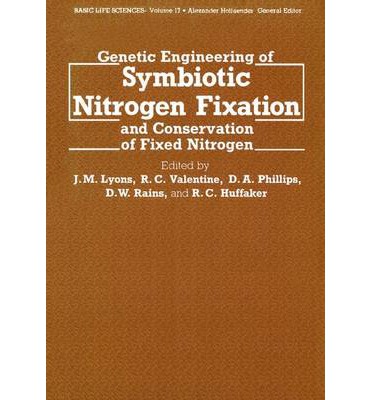 BASIC LIFE SCIENCES- Volume 17 • Alexander Hollaender General Editor
Genetic Engineering of
Symbiotic
Nitrogen Fixation
and Conservation
of Fixed Nitrogen
Edited by
J. M. Lyons, R. C. Valentine, D. A. Phillips,
D. W. Rains, and R. C. Huffaker